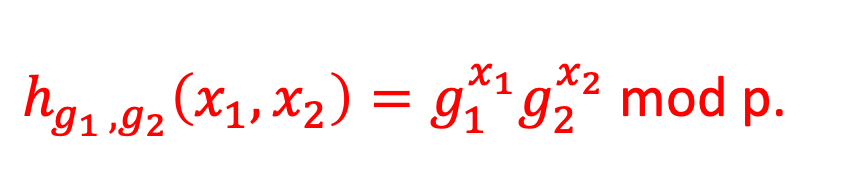 h_{g_1,g_2}(x_1, x_2) = g_1^{x_1} g_2^{x_2} mod p.